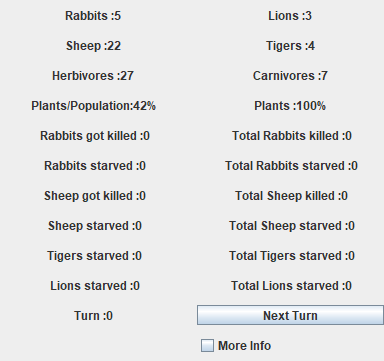 Rabbits :5 Lions :3
Sheep :22 Tigers :4
Herbivores :27 Carnivores :7
Plants/Population:42% Plants :100%
Rabbits got killed :0 Total Rabbits killed :0
Rabbits starved :0 Total Rabbits starved :0
Sheep got killed :0 Total Sheep killed :0
Sheep starved :0 Total Sheep starved :0
Tigers starved :0 Total Tigers starved :0
Lions starved :0 Total Lions starved :0
Turn :0 Next Turn
More Info